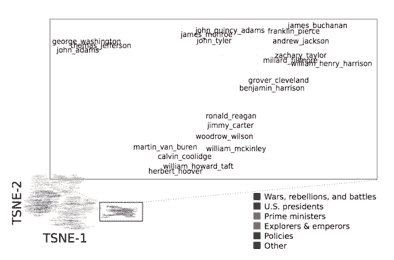 james_buchanan
john_quincy_adams
franklin_pierce
james_monroe
george_washington
john_tyler
andrew_jackson
thomas_jefferson
john_adams
zachary_taylor
millard_fillmore
william_henry_harrison
grover_cleveland
benjamin_harrison
ronald_reagan
jimmy_carter
woodrow_wilson
martin_van_buren
william_mckinley
calvin_coolidge
william_howard_taft
herbert_hoover
TSNE-2
TSNE-1
Wars, rebellions, and battles
U.S. presidents
Prime ministers
Explorers & emperors
Policies
Other